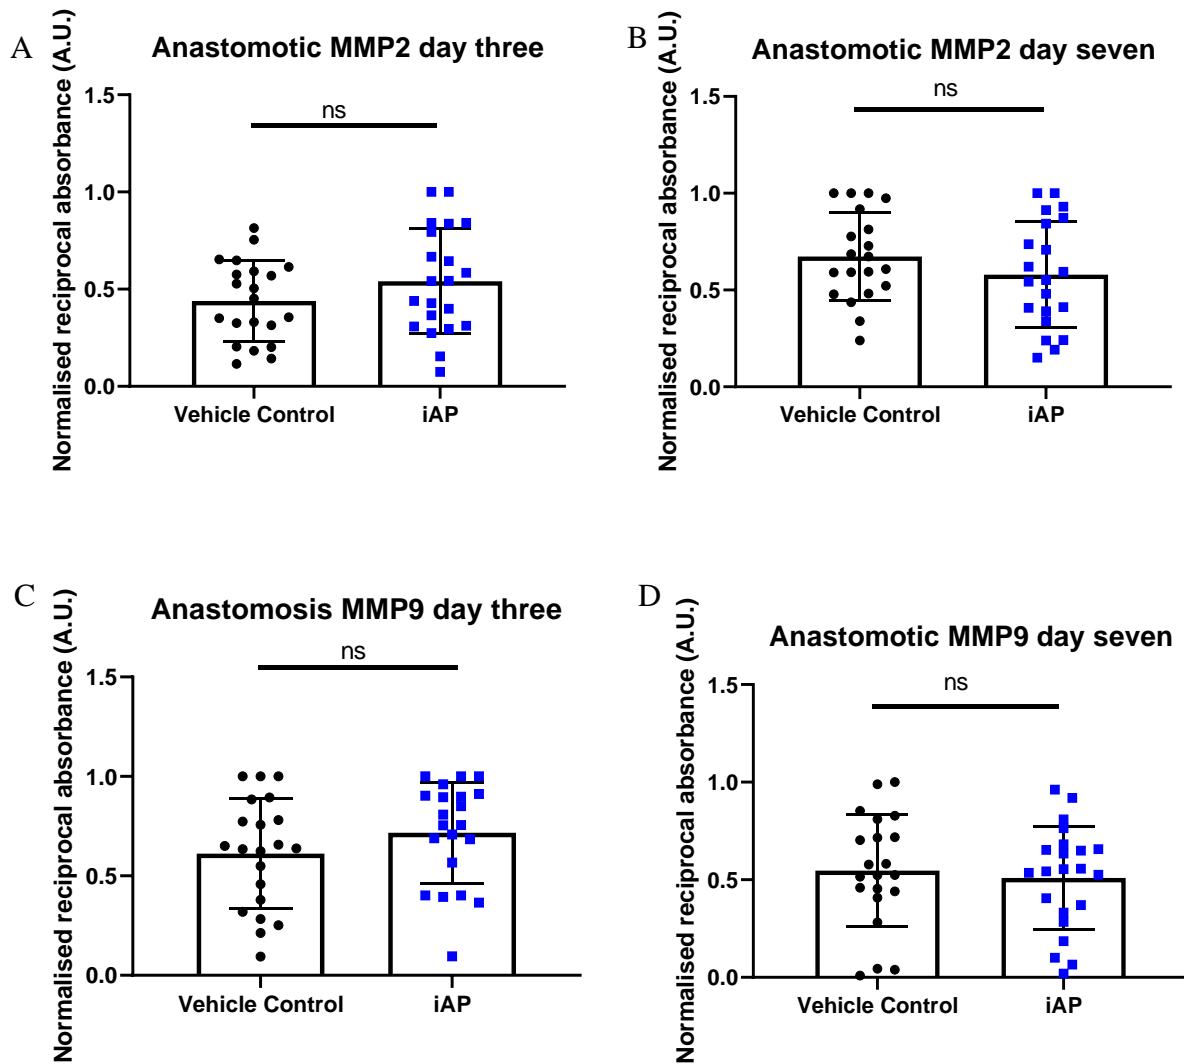 A
Anastomotic MMP2 day three
Normalised reciprocal absorbance (A.U.)
1.5
1.0
0.5
0.0
ns
Vehicle Control
iAP
B
Anastomotic MMP2 day seven
Normalised reciprocal absorbance (A.U.)
1.5
1.0
0.5
0.0
ns
Vehicle Control
iAP
C
Anastomosis MMP9 day three
Normalised reciprocal absorbance (A.U.)
1.5
1.0
0.5
0.0
ns
Vehicle Control
iAP
D
Anastomotic MMP9 day seven
Normalised reciprocal absorbance (A.U.)
1.5
1.0
0.5
0.0
ns
Vehicle Control
iAP